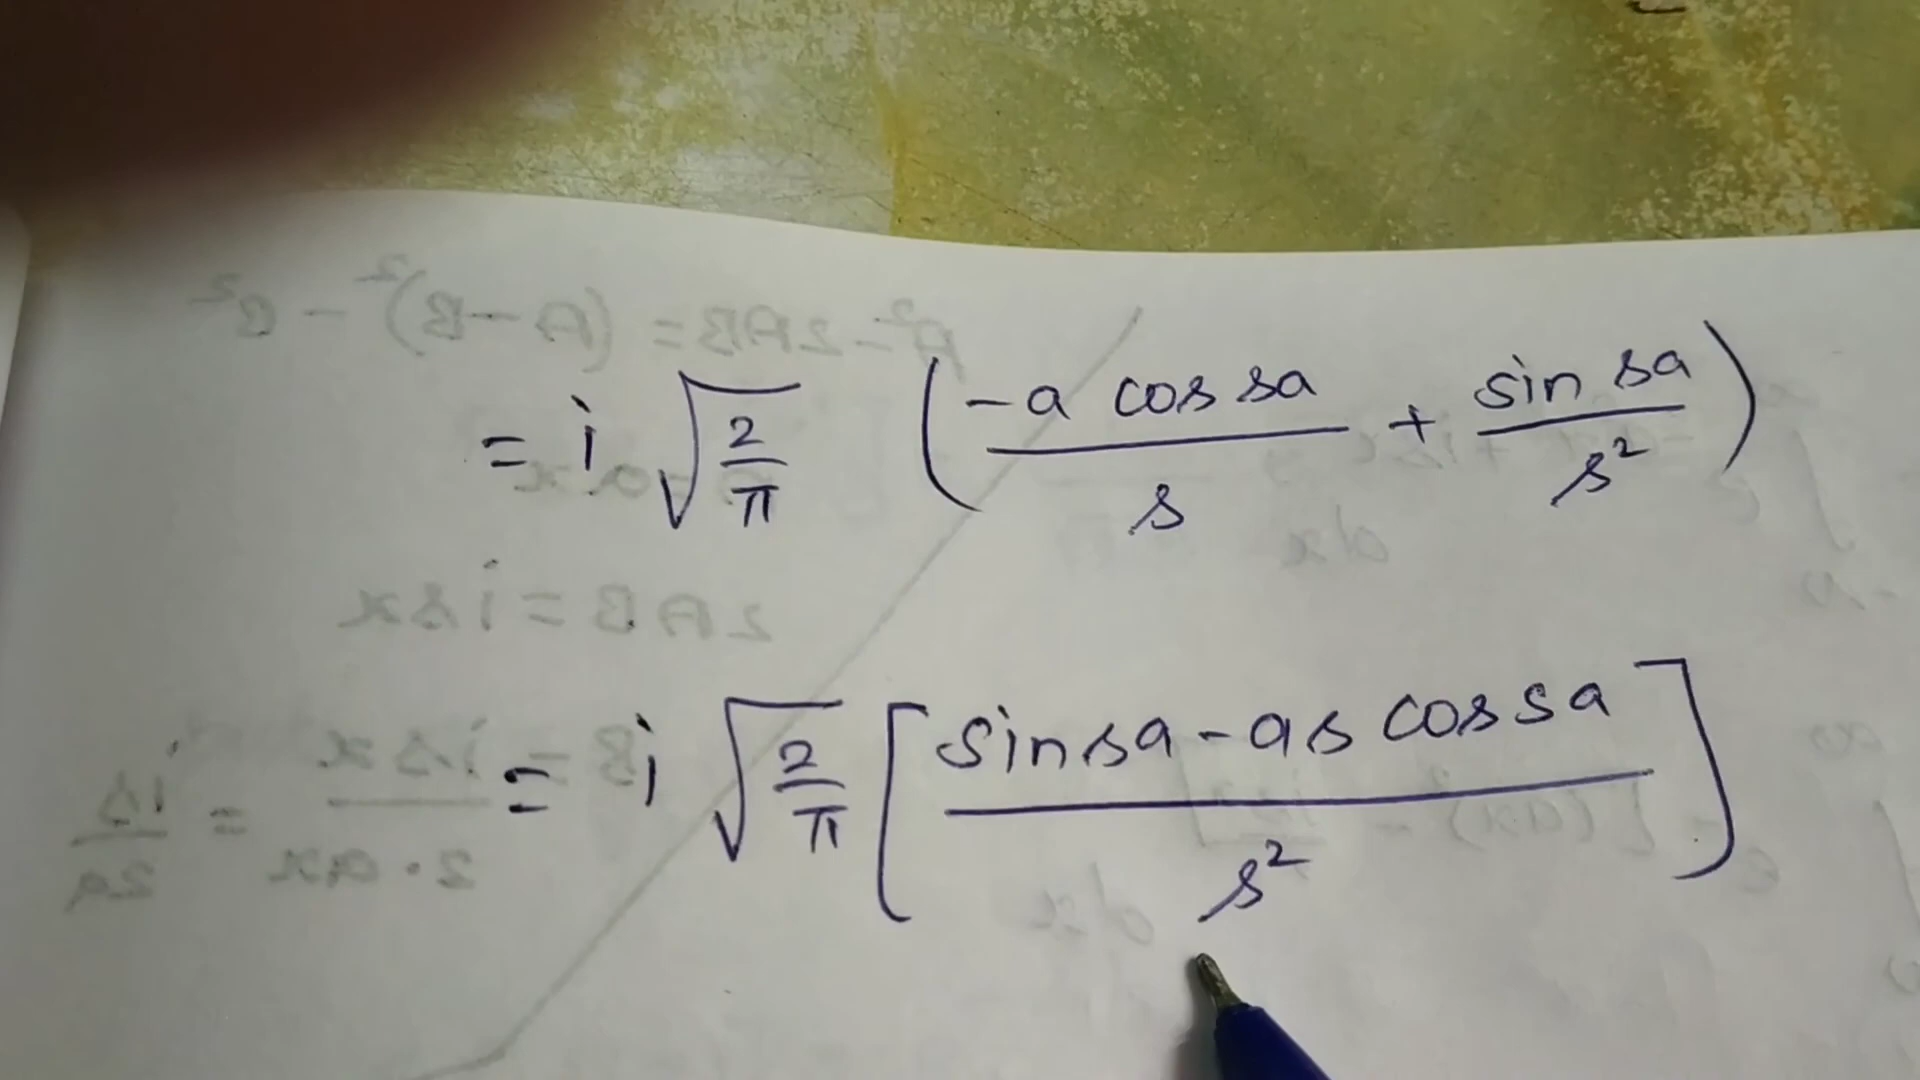 = i √(2/π) (-a cos sa / s + sin sa / s²)
= i √(2/π) [sin sa - as cos sa / s²]